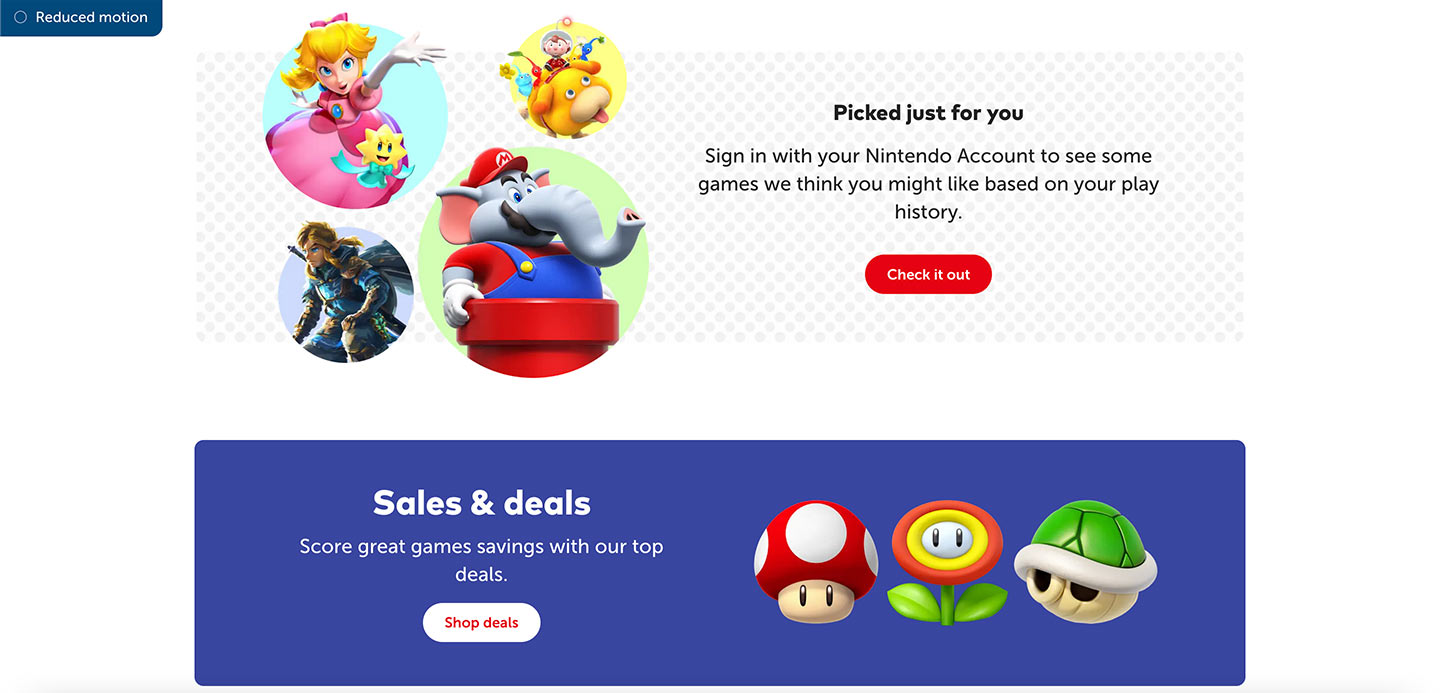 Reduced motion
Picked just for you
Sign in with your Nintendo Account to see some
games we think you might like based on your play
history.
Check it out
M
Sales & deals
Score great games savings with our top
deals.
Shop deals